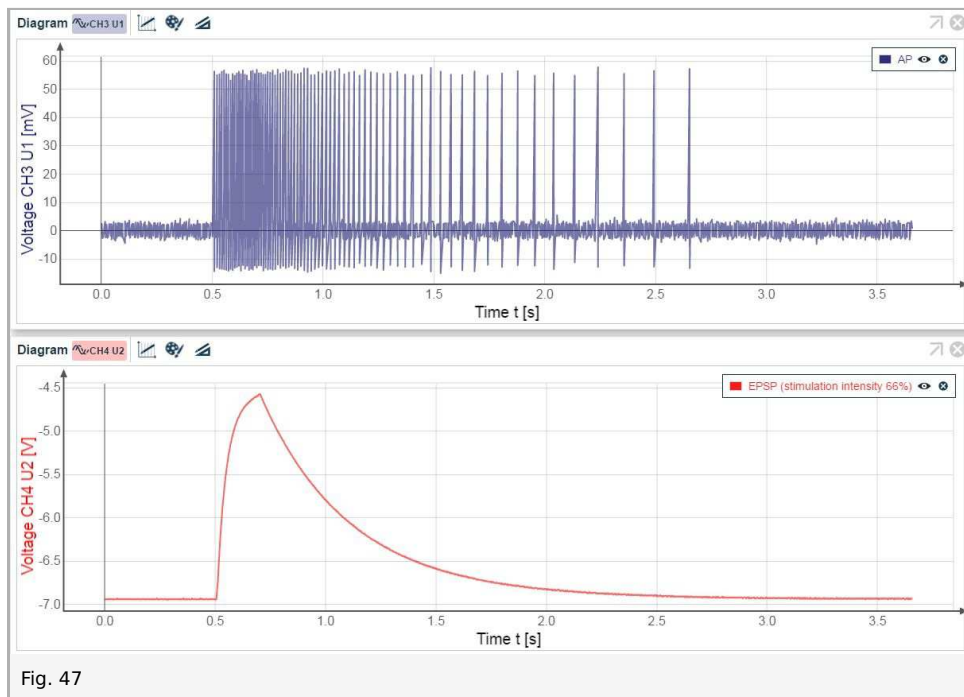 Diagram CH3 U1
AP
Voltage CH3 U1 [mV]
60
50
40
30
20
10
0
-10
0.0 0.5 1.0 1.5 2.0 2.5 3.0 3.5
Time t [s]
Diagram CH4 U2
EPSP (stimulation intensity 66%)
Voltage CH4 U2 [V]
-4.5
-5.0
-5.5
-6.0
-6.5
-7.0
0.0 0.5 1.0 1.5 2.0 2.5 3.0 3.5
Time t [s]
Fig. 47